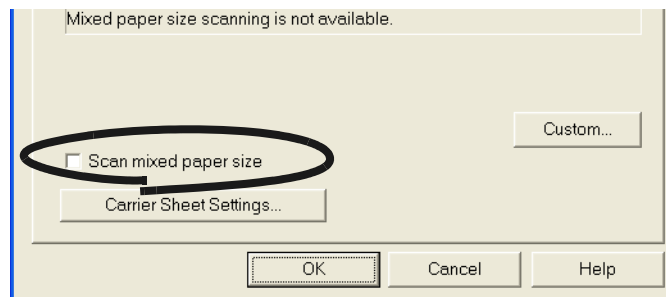 Mixed paper size scanning is not available.
Custom...
Scan mixed paper size
Carrier Sheet Settings...
OK Cancel Help